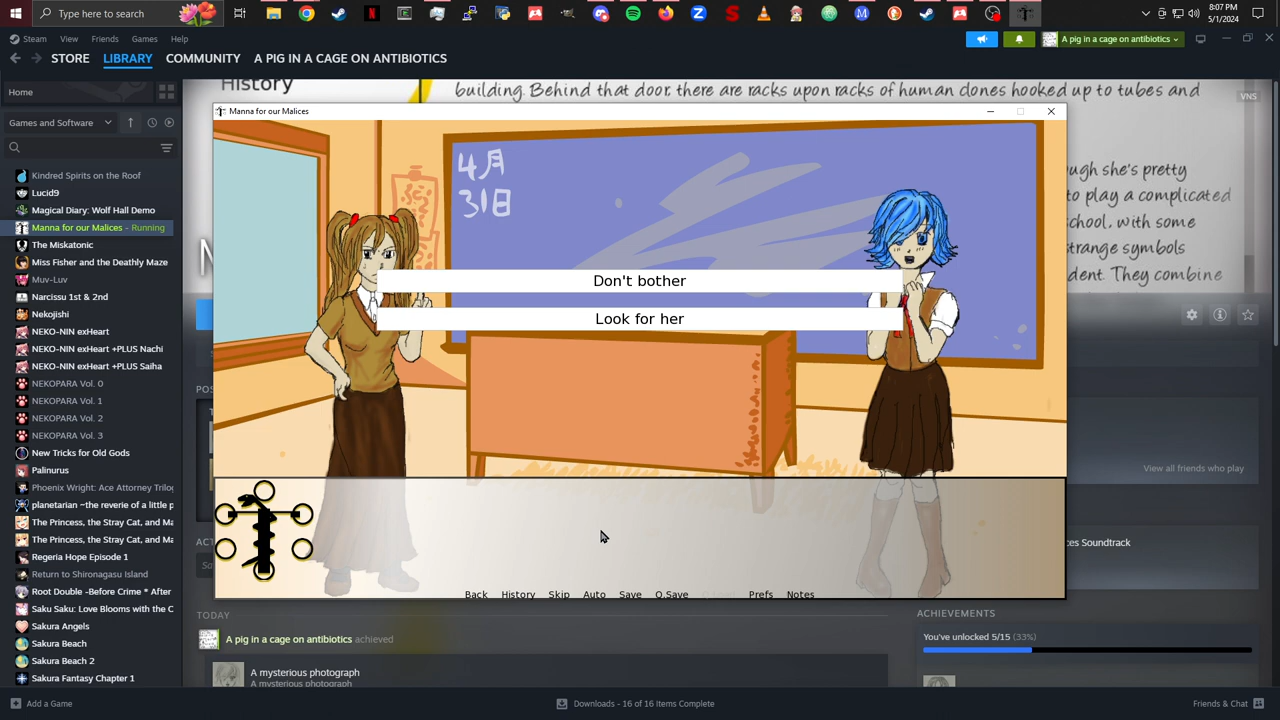 Search
8:07 PM
5/1/2024
Steam
View
Friends
Games
Help
A pig in a cage on antibiotics
STORE
LIBRARY
COMMUNITY
A PIG IN A CAGE ON ANTIBIOTICS
Home
History
building. Behind that door, there are racks upon racks of human clones hooked up to tubes and
VNS
Manna for our Malices
Games and Software
ugh she's pretty
to play a complicated
school, with some
strange symbols
dent. They combine
4月
31日
Kindred Spirits on the Roof
Lucid9
Magical Diary: Wolf Hall Demo
Manna for our Malices - Running
The Miskatonic
Miss Fisher and the Deathly Maze
Muv-Luv
Narcissu 1st & 2nd
Nekojishi
NEKO-NIN exHeart
NEKO-NIN exHeart +PLUS Nachi
NEKO-NIN exHeart +PLUS Saiha
NEKOPARA Vol. 0
NEKOPARA Vol. 1
NEKOPARA Vol. 2
NEKOPARA Vol. 3
New Tricks for Old Gods
Palinurus
Phoenix Wright: Ace Attorney Trilog
planetarian ~the reverie of a little p
The Princess, the Stray Cat, and Ma
The Princess, the Stray Cat, and Ma
Regeria Hope Episode 1
Return to Shironagasu Island
Root Double -Before Crime * After
Saku Saku: Love Blooms with the C
Sakura Angels
Sakura Beach
Sakura Beach 2
Sakura Fantasy Chapter 1
Don't bother
Look for her
View all friends who play
ces Soundtrack
Back
History
Skip
Auto
Save
Q.Save
Prefs
Notes
TODAY
A pig in a cage on antibiotics achieved
A mysterious photograph
A mysterious photograph
ACHIEVEMENTS
You've unlocked 5/15 (33%)
Add a Game
Downloads - 16 of 16 Items Complete
Friends & Chat